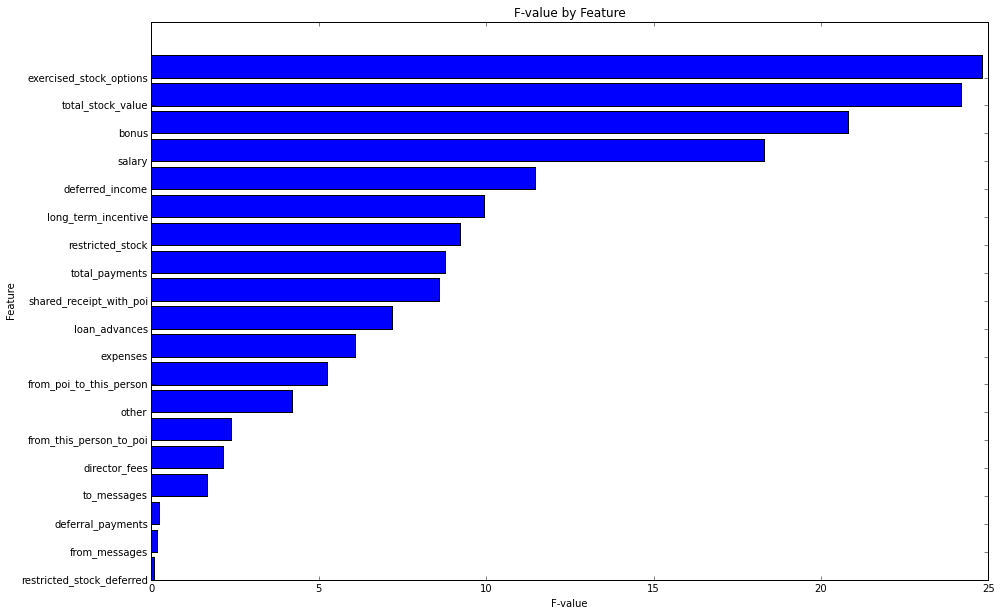 F-value by Feature
exercised_stock_options
total_stock_value
bonus
salary
deferred_income
long_term_incentive
restricted_stock
total_payments
shared_receipt_with_poi
loan_advances
expenses
from_poi_to_this_person
other
from_this_person_to_poi
director_fees
to_messages
deferral_payments
from_messages
restricted_stock_deferred
Feature
0 5 10 15 20 25
F-value